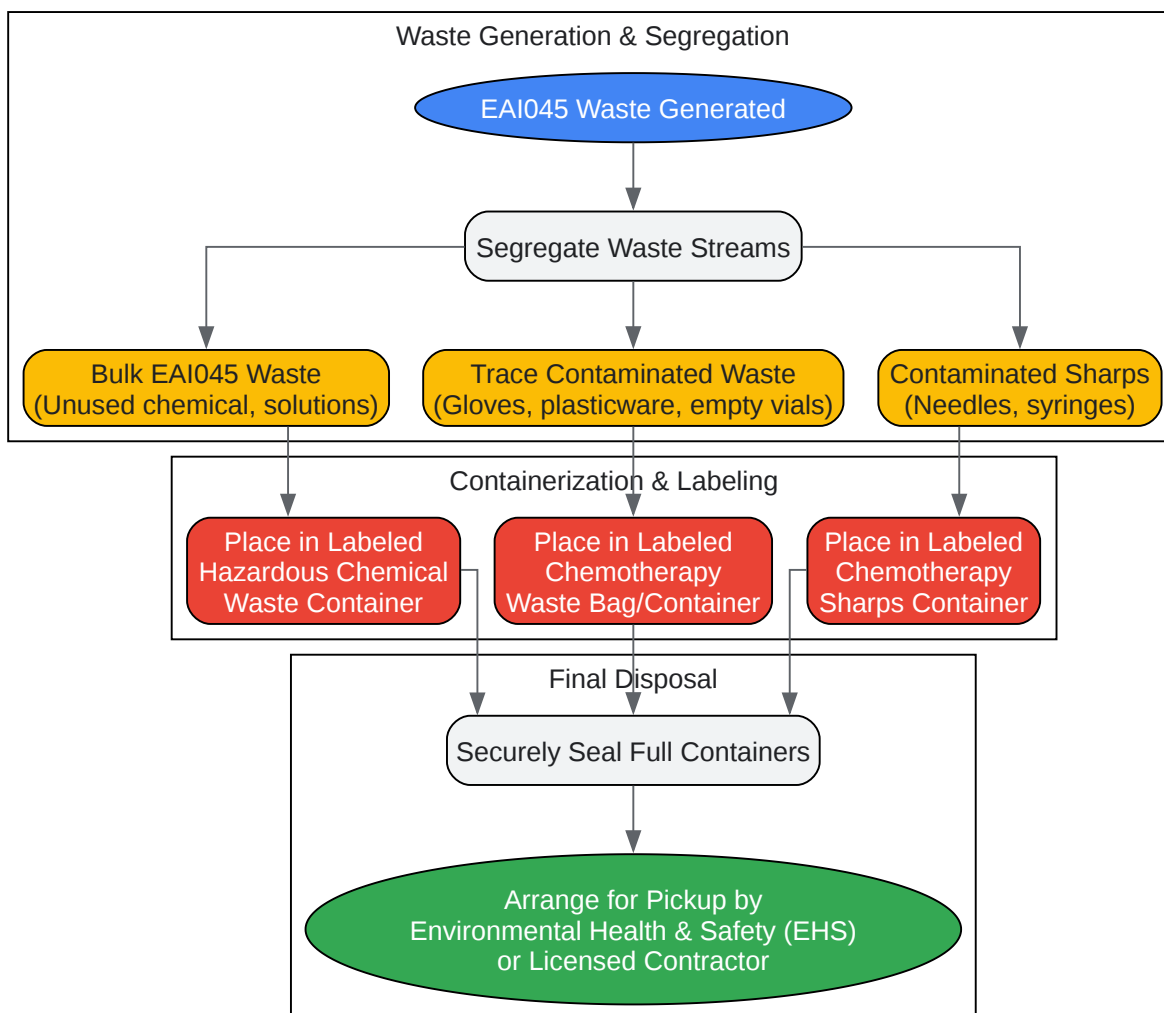 Waste Generation & Segregation
EAI045 Waste Generated
Segregate Waste Streams
Bulk EAI045 Waste
(Unused chemical, solutions)
Trace Contaminated Waste
(Gloves, plasticware, empty vials)
Contaminated Sharps
(Needles, syringes)
Containerization & Labeling
Place in Labeled
Hazardous Chemical
Waste Container
Place in Labeled
Chemotherapy
Waste Bag/Container
Place in Labeled
Chemotherapy
Sharps Container
Final Disposal
Securely Seal Full Containers
Arrange for Pickup by
Environmental Health & Safety (EHS)
or Licensed Contractor